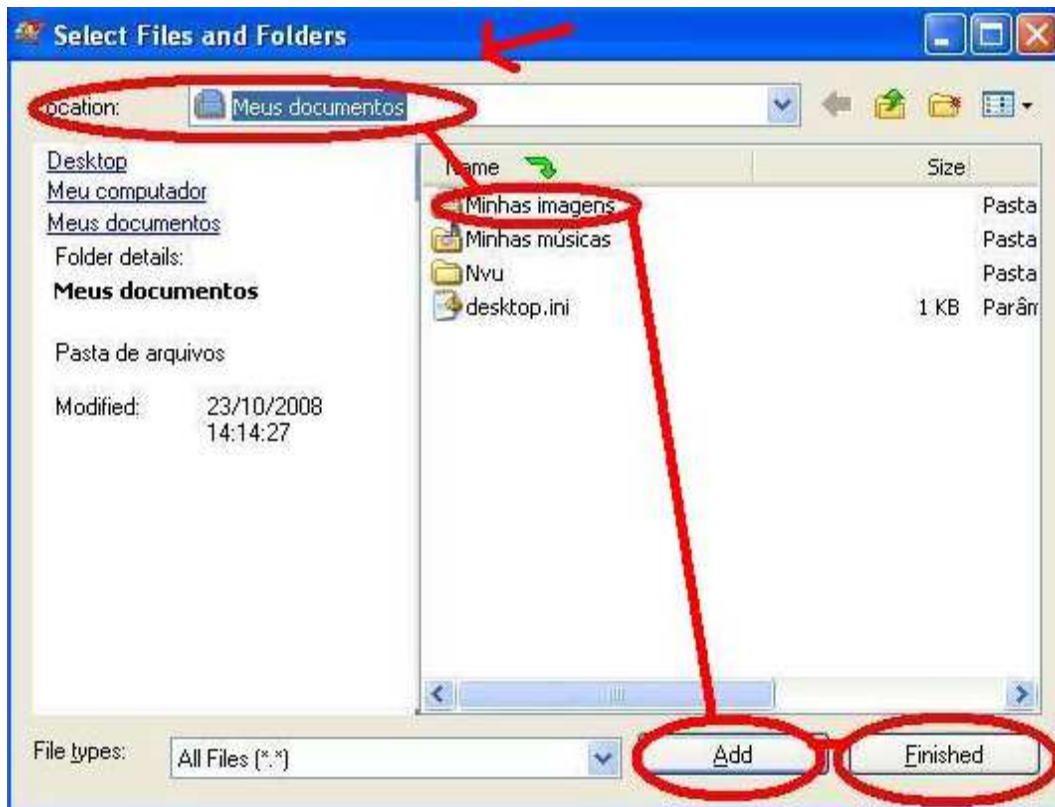 Select Files and Folders
Location: Meus documentos
Desktop
Meu computador
Meus documentos
Folder details:
Meus documentos
Pasta de arquivos
Modified: 23/10/2008
14:14:27
Name Size
Minhas imagens Pasta
Minhas músicas Pasta
Nvu Pasta
desktop.ini 1 KB Parâm
File types: All Files (*.*)
Add
Finished